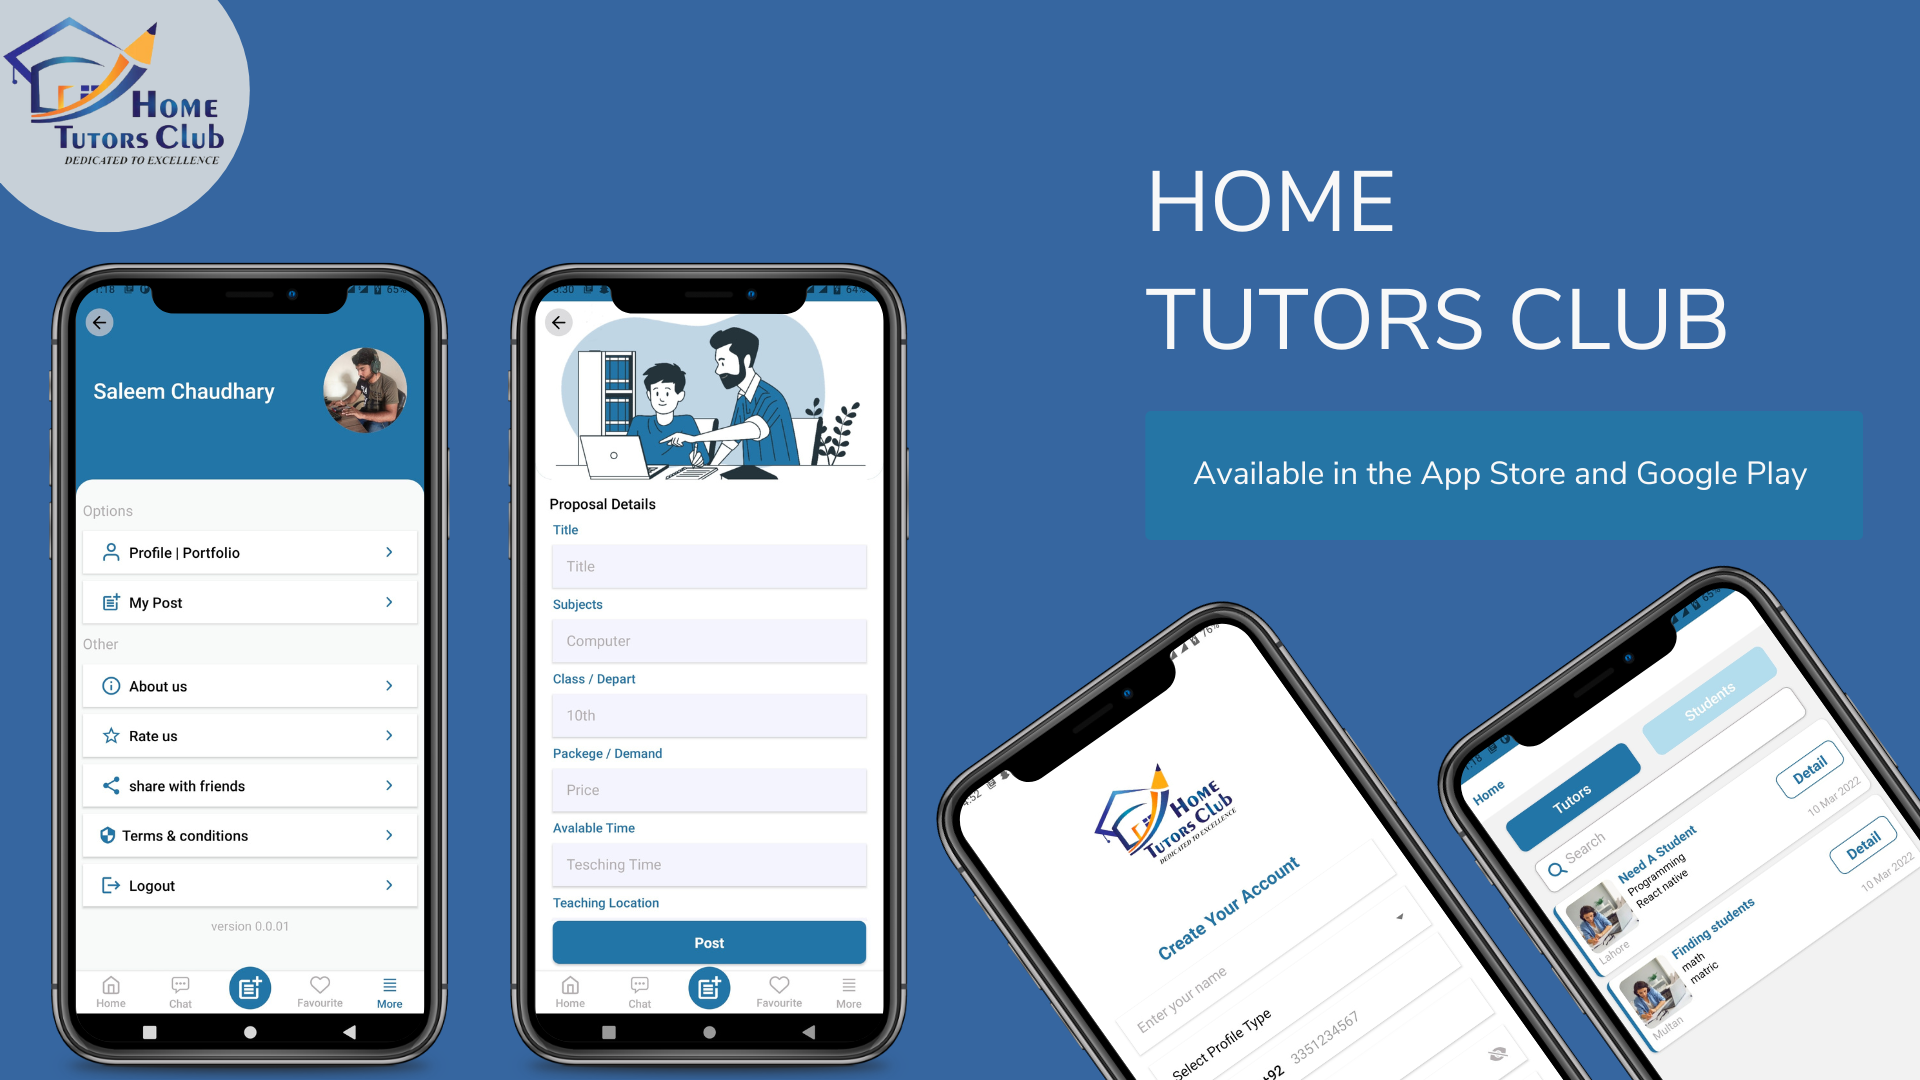 HOME
TUTORS CLUB
DEDICATED TO EXCELLENCE
HOME
TUTORS CLUB
Available in the App Store and Google Play
65%
Saleem Chaudhary
Options
Profile | Portfolio
My Post
Other
About us
Rate us
share with friends
Terms & conditions
Logout
version 0.0.01
Home
Chat
Favourite
More
64%
Proposal Details
Title
Title
Subjects
Computer
Class / Depart
10th
Packege / Demand
Price
Avalable Time
Tesching Time
Teaching Location
Post
Home
Chat
Favourite
More
76%
HOME
TUTORS CLUB
DEDICATED TO EXCELLENCE
Create Your Account
Enter your name
Select Profile Type
+92 3351234567
65%
Home
Tutors
Students
Search
Need A Student
Programming
React native
Lahore
Detail
10 Mar 2022
Finding students
math
matric
Multan
Detail
10 Mar 2022